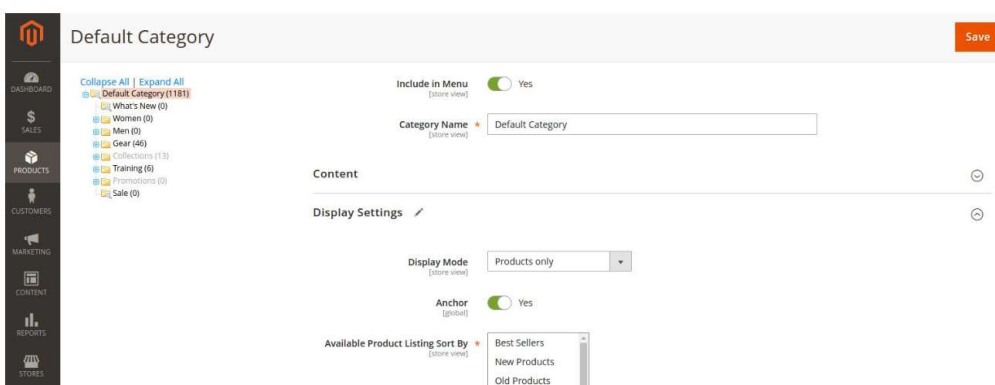 Default Category
Save
DASHBOARD
SALES
PRODUCTS
CUSTOMERS
MARKETING
CONTENT
REPORTS
STORES
Collapse All | Expand All
Default Category (1181)
What's New (0)
Women (0)
Men (0)
Gear (46)
Collections (13)
Training (6)
Promotions (0)
Sale (0)
Include in Menu
[store view]
Yes
Category Name *
[store view]
Default Category
Content
Display Settings
Display Mode
[store view]
Products only
Anchor
[global]
Yes
Available Product Listing Sort By *
[store view]
Best Sellers
New Products
Old Products